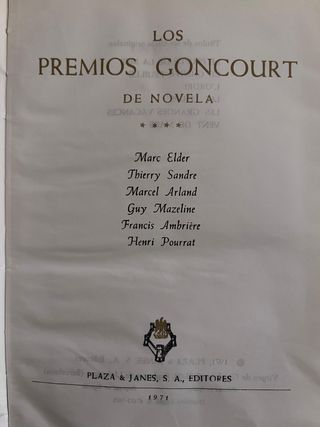 LOS
PREMIOS GONCOURT
DE NOVELA
* * * *
Marc Elder
Thierry Sandre
Marcel Arland
Guy Mazeline
Francis Ambrière
Henri Pourrat
PLAZA & JANES, S. A., EDITORES
1971